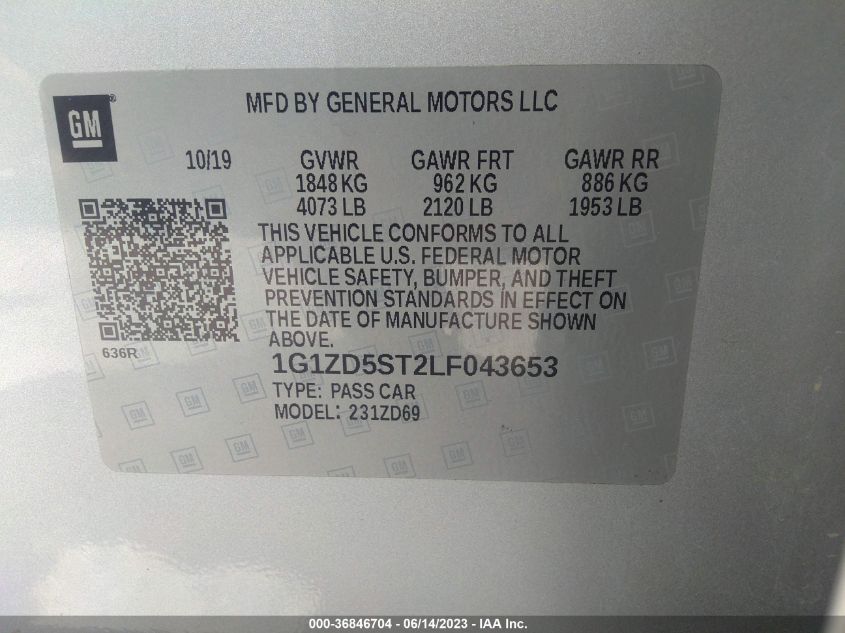 GM
MFD BY GENERAL MOTORS LLC
10/19 GVWR GAWR FRT GAWR RR
1848 KG 962 KG 886 KG
4073 LB 2120 LB 1953 LB
THIS VEHICLE CONFORMS TO ALL
APPLICABLE U.S. FEDERAL MOTOR
VEHICLE SAFETY, BUMPER, AND THEFT
PREVENTION STANDARDS IN EFFECT ON
THE DATE OF MANUFACTURE SHOWN
ABOVE.
636R
1G1ZD5ST2LF043653
TYPE: PASS CAR
MODEL: 231ZD69
000-36846704 - 06/14/2023 - IAA Inc.